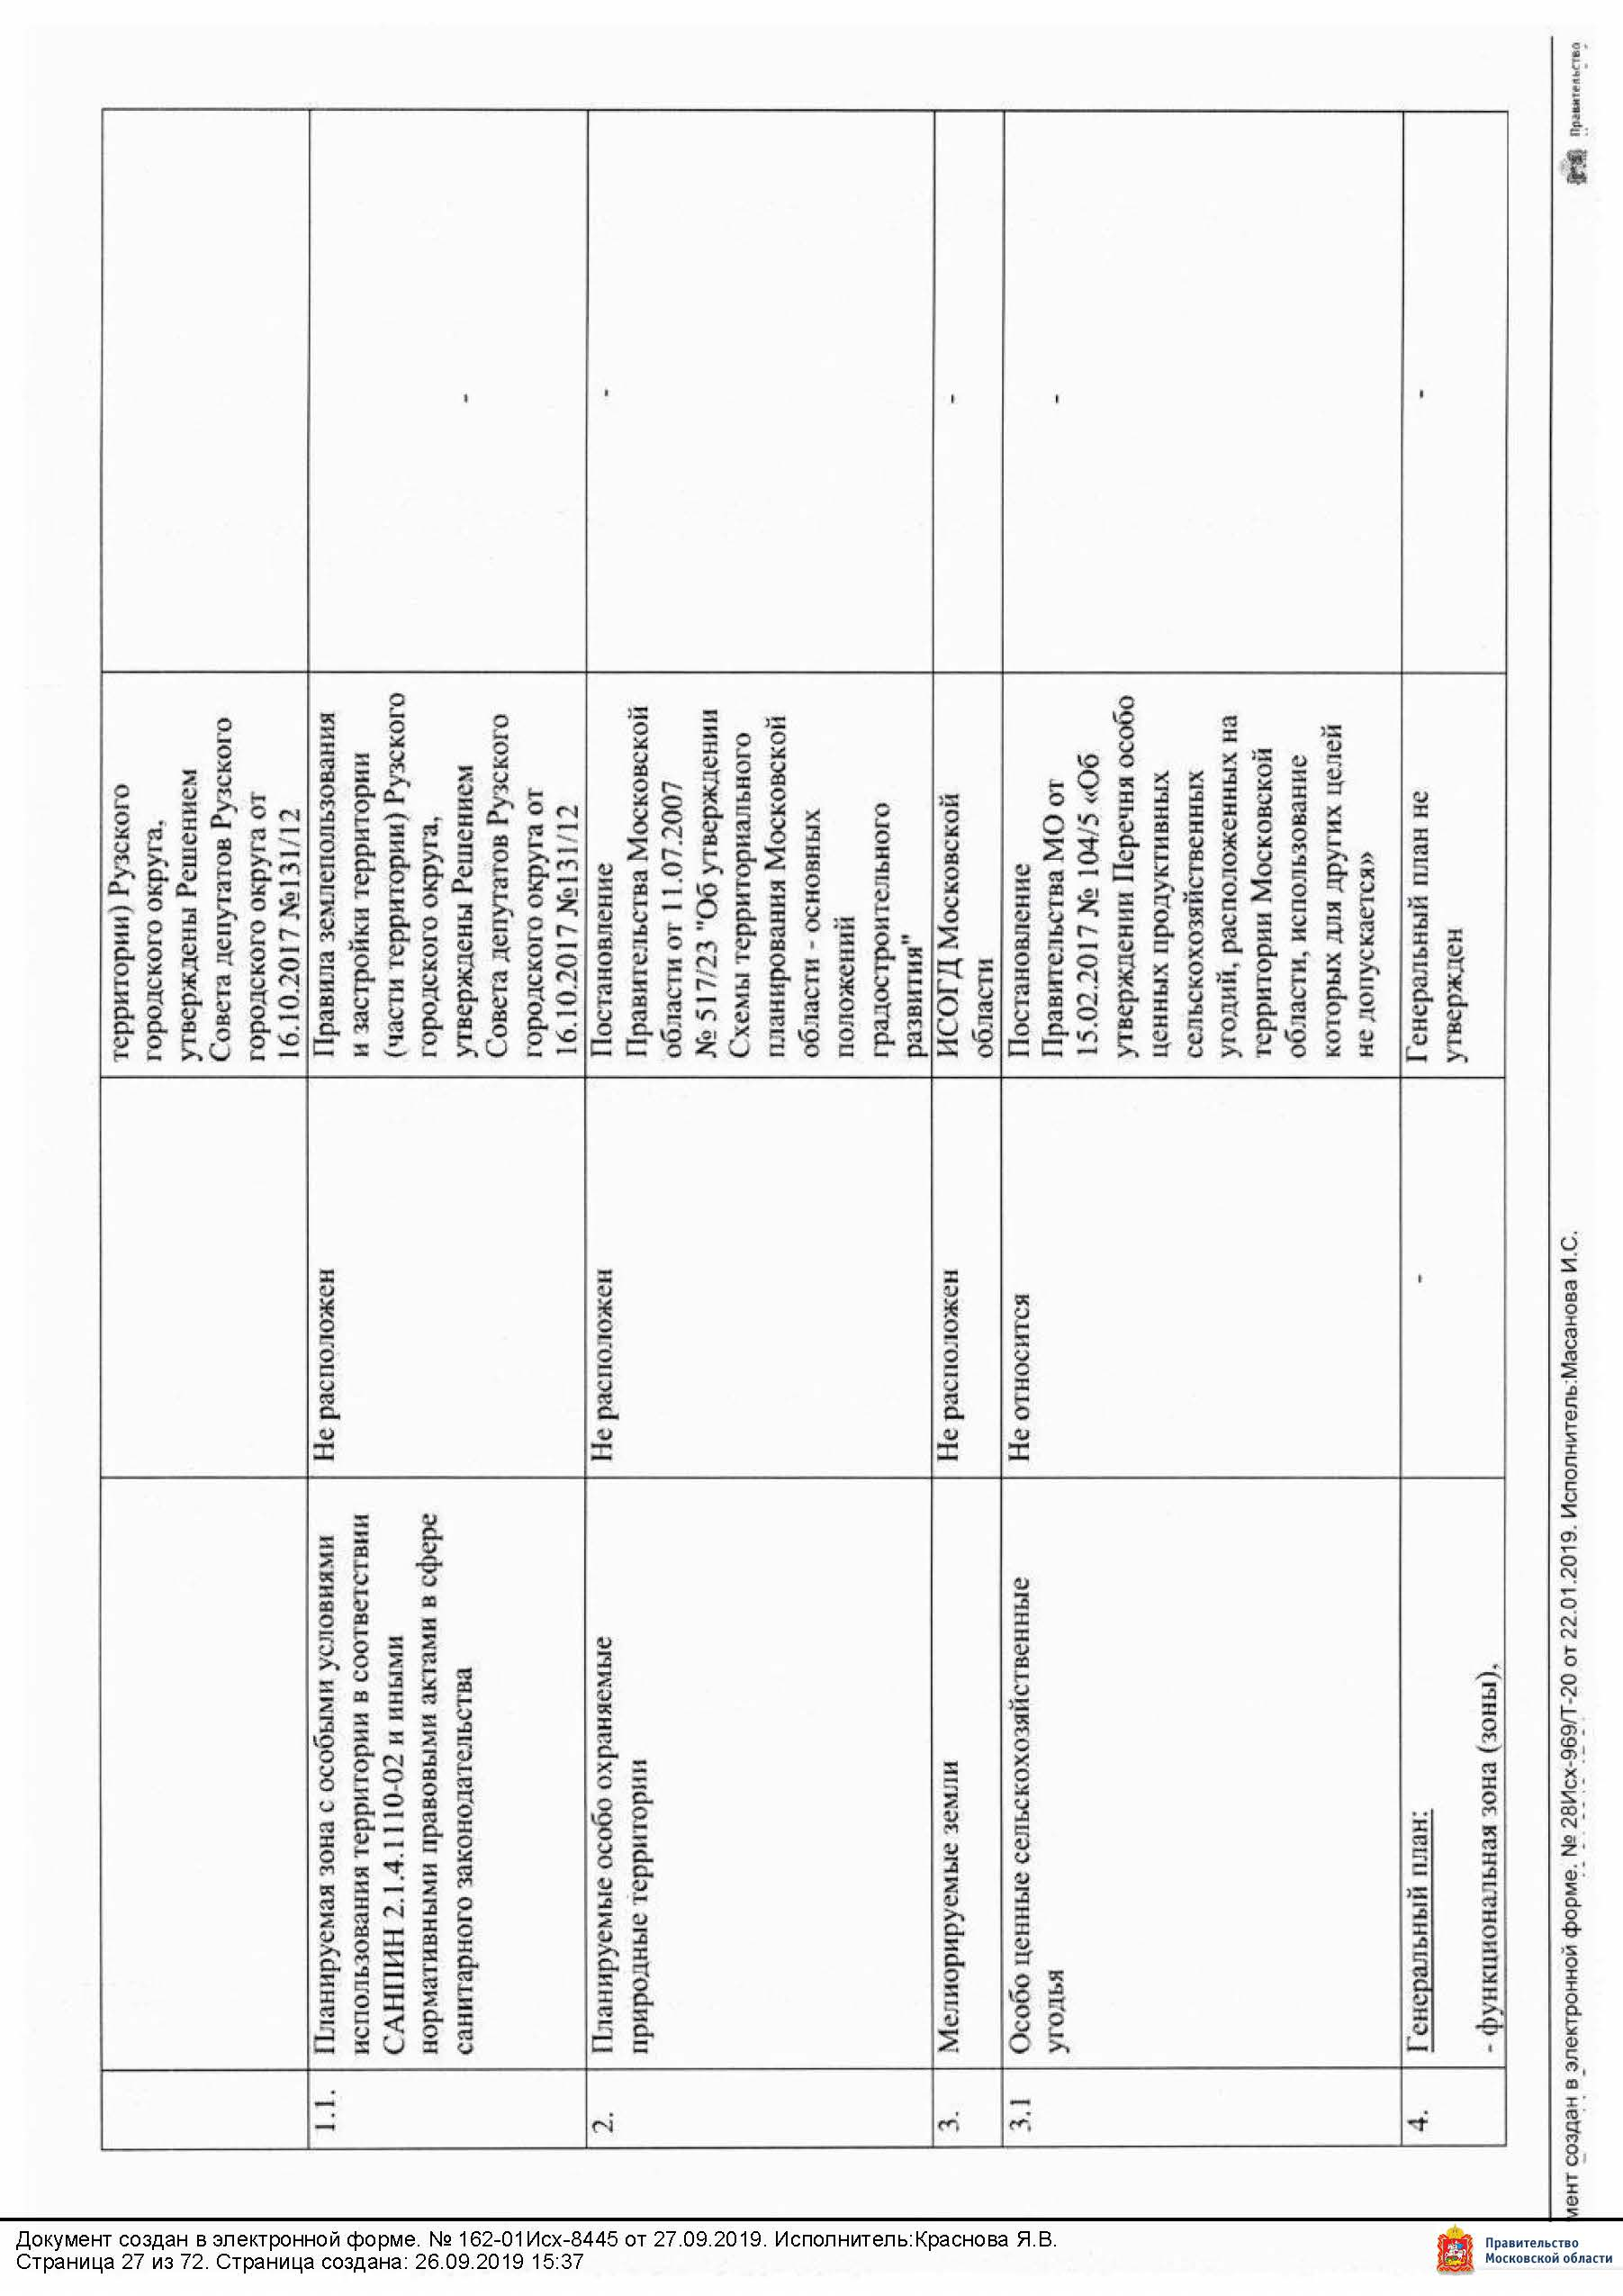 территории) Рузского
городского округа,
утверждены Решением
Совета депутатов Рузского
городского округа от
16.10.2017 №131/12
1.1.
Планируемая зона с особыми условиями
использования территории в соответствии
САНПИН 2.1.4.1110-02 и иными
нормативными правовыми актами в сфере
санитарного законодательства
Не расположен
Правила землепользования
и застройки территории
(части территории) Рузского
городского округа,
утверждены Решением
Совета депутатов Рузского
городского округа от
16.10.2017 №131/12
-
2.
Планируемые особо охраняемые
природные территории
Не расположен
Постановление
Правительства Московской
области от 11.07.2007
№ 517/23 "Об утверждении
Схемы территориального
планирования Московской
области - основных
положений
градостроительного
развития"
-
3.
Мелиорируемые земли
Не расположен
ИСОГД Московской
области
-
3.1
Особо ценные сельскохозяйственные
угодья
Не относится
Постановление
Правительства МО от
15.02.2017 № 104/5 «Об
утверждении Перечня особо
ценных продуктивных
сельскохозяйственных
угодий, расположенных на
территории Московской
области, использование
которых для других целей
не допускается»
-
4.
Генеральный план:
- функциональная зона (зоны),
-
Генеральный план не
утвержден
-
мент создан в электронной форме. № 28Исх-969/Т-20 от 22.01.2019. Исполнитель:Масанова И.С.
Правительство
Документ создан в электронной форме. № 162-01Исх-8445 от 27.09.2019. Исполнитель:Краснова Я.В.
Страница 27 из 72. Страница создана: 26.09.2019 15:37
Правительство
Московской области